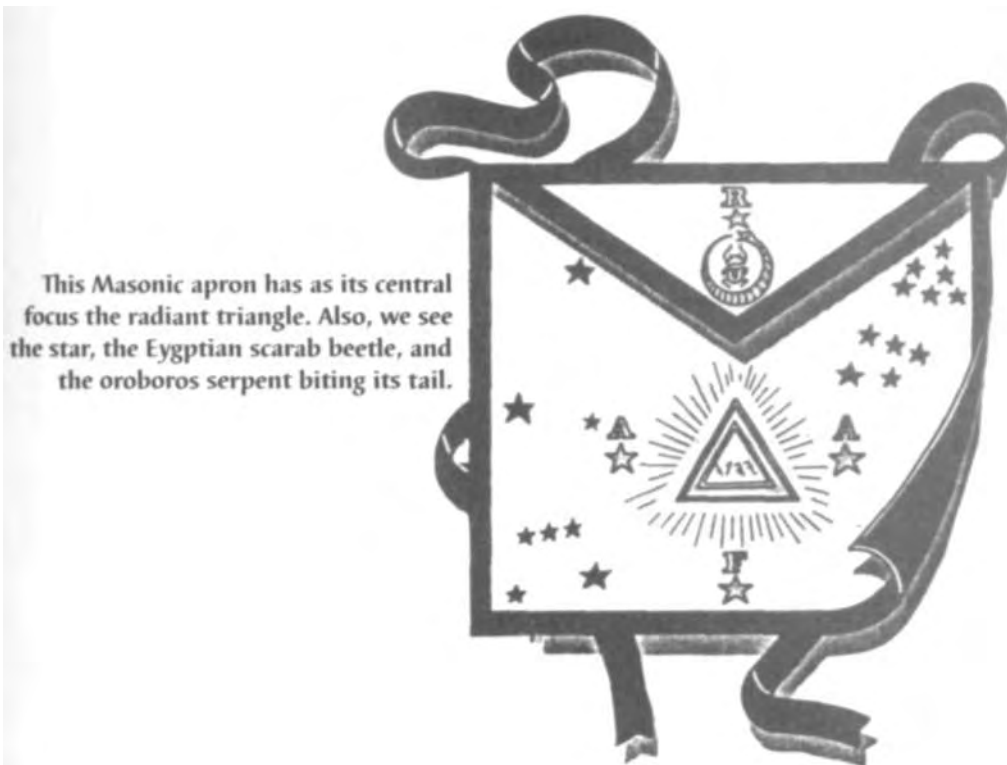 This Masonic apron has as its central
focus the radiant triangle. Also, we see
the star, the Eygptian scarab beetle, and
the oroboros serpent biting its tail.
R
A A
F